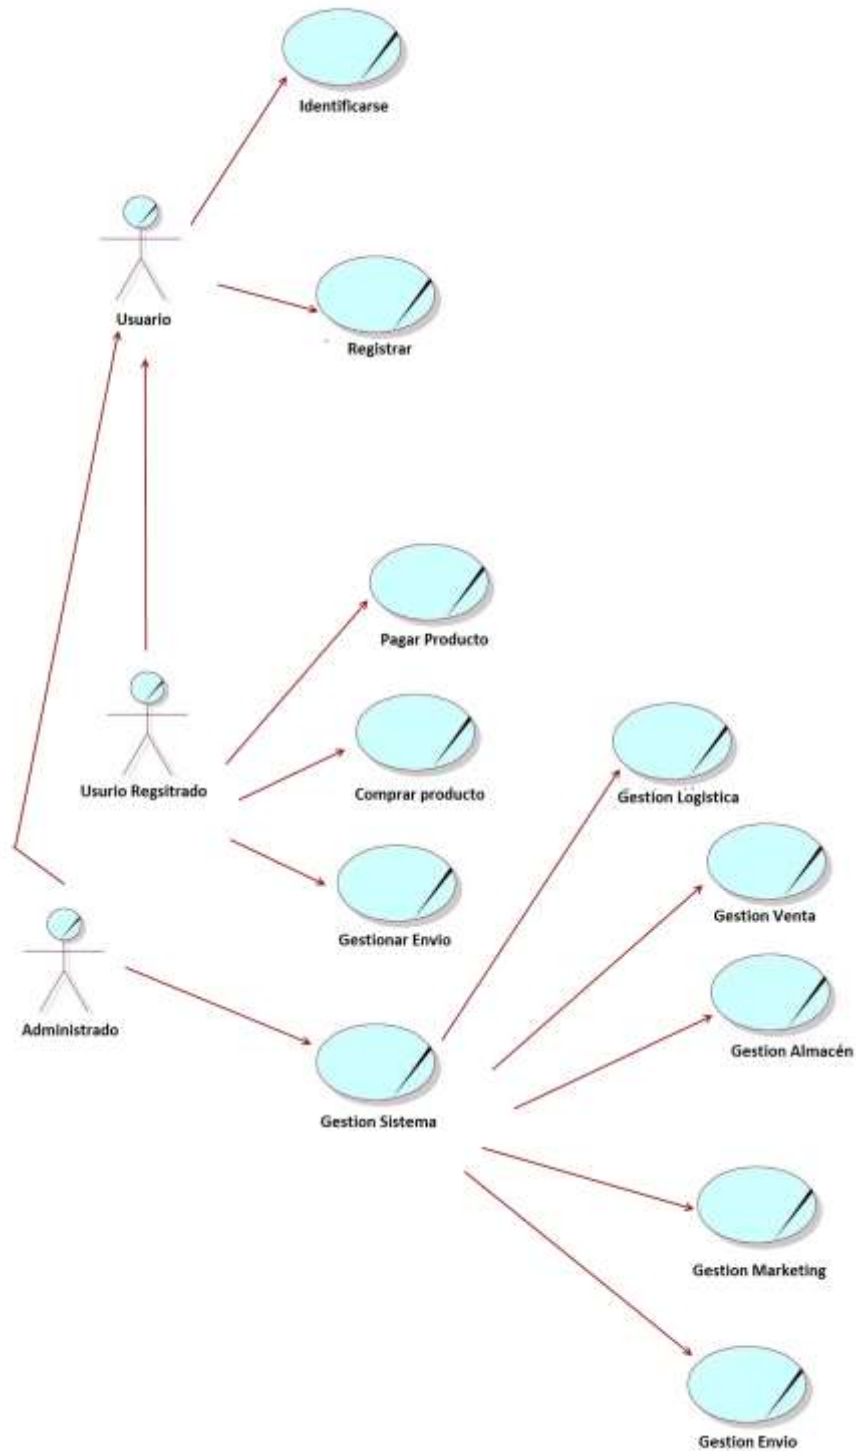 Identificarse
Usuario
Registrar
Pagar Producto
Usurio Regsitrado
Comprar producto
Gestion Logistica
Gestion Venta
Gestionar Envio
Administrado
Gestion Almacén
Gestion Sistema
Gestion Marketing
Gestion Envio